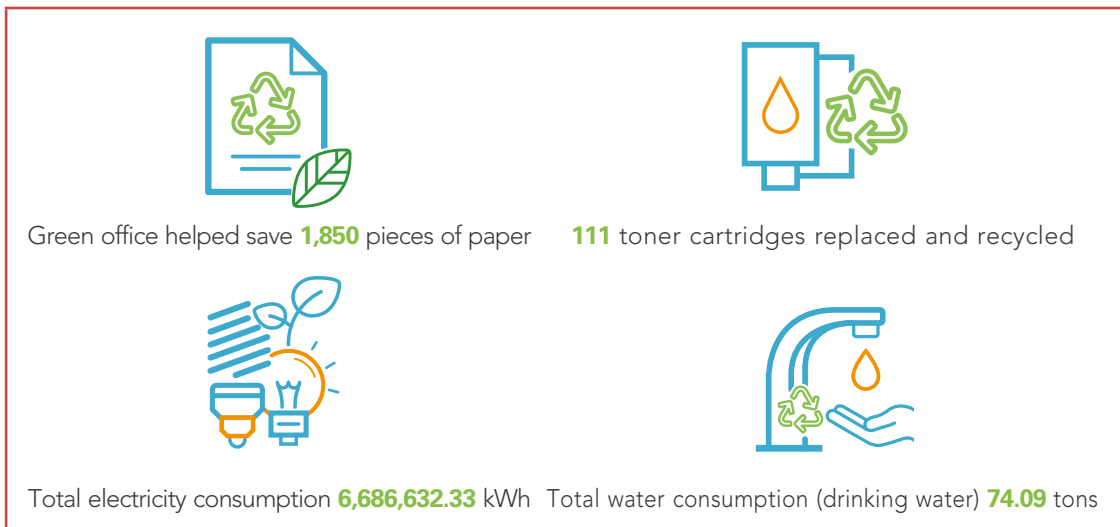 Green office helped save 1,850 pieces of paper
111 toner cartridges replaced and recycled
Total electricity consumption 6,686,632.33 kWh
Total water consumption (drinking water) 74.09 tons